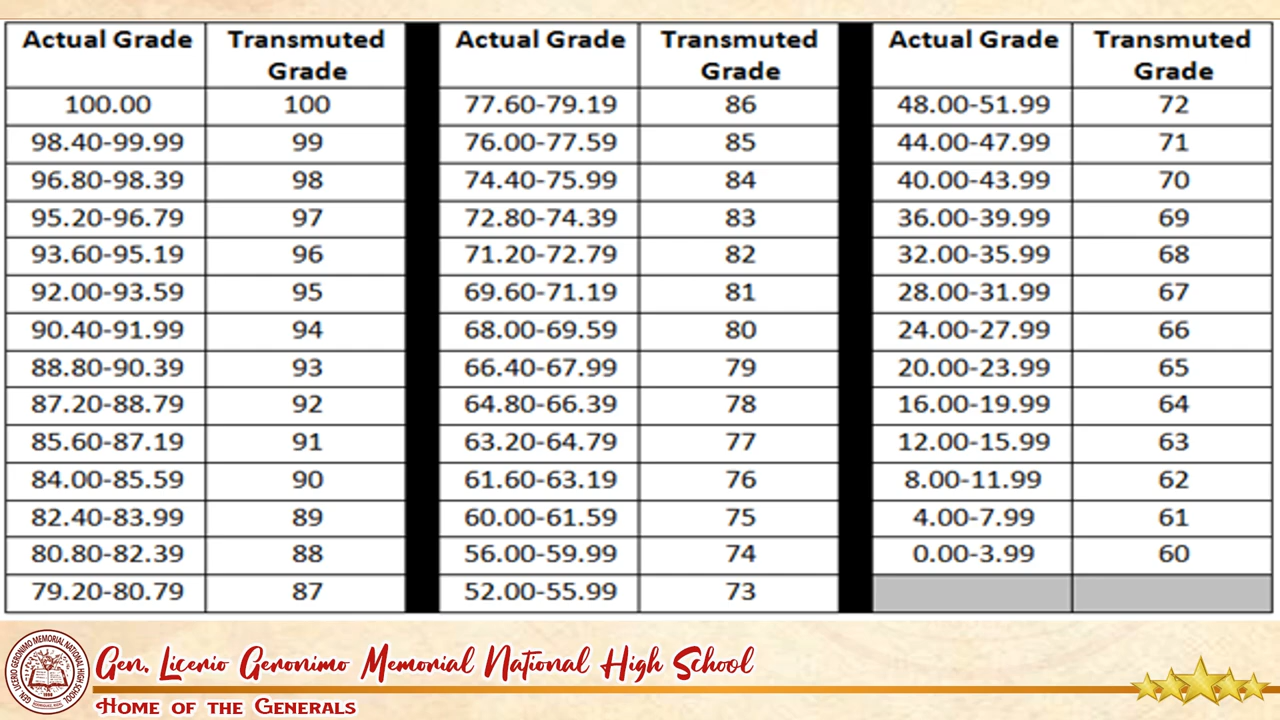 Actual Grade Transmuted Grade Actual Grade Transmuted Grade Actual Grade Transmuted Grade
100.00 100 77.60-79.19 86 48.00-51.99 72
98.40-99.99 99 76.00-77.59 85 44.00-47.99 71
96.80-98.39 98 74.40-75.99 84 40.00-43.99 70
95.20-96.79 97 72.80-74.39 83 36.00-39.99 69
93.60-95.19 96 71.20-72.79 82 32.00-35.99 68
92.00-93.59 95 69.60-71.19 81 28.00-31.99 67
90.40-91.99 94 68.00-69.59 80 24.00-27.99 66
88.80-90.39 93 66.40-67.99 79 20.00-23.99 65
87.20-88.79 92 64.80-66.39 78 16.00-19.99 64
85.60-87.19 91 63.20-64.79 77 12.00-15.99 63
84.00-85.59 90 61.60-63.19 76 8.00-11.99 62
82.40-83.99 89 60.00-61.59 75 4.00-7.99 61
80.80-82.39 88 56.00-59.99 74 0.00-3.99 60
79.20-80.79 87 52.00-55.99 73
GEN. LICERIO GERONIMO MEMORIAL NATIONAL HIGH SCHOOL
Gen. Licerio Geronimo Memorial National High School
Home of the Generals